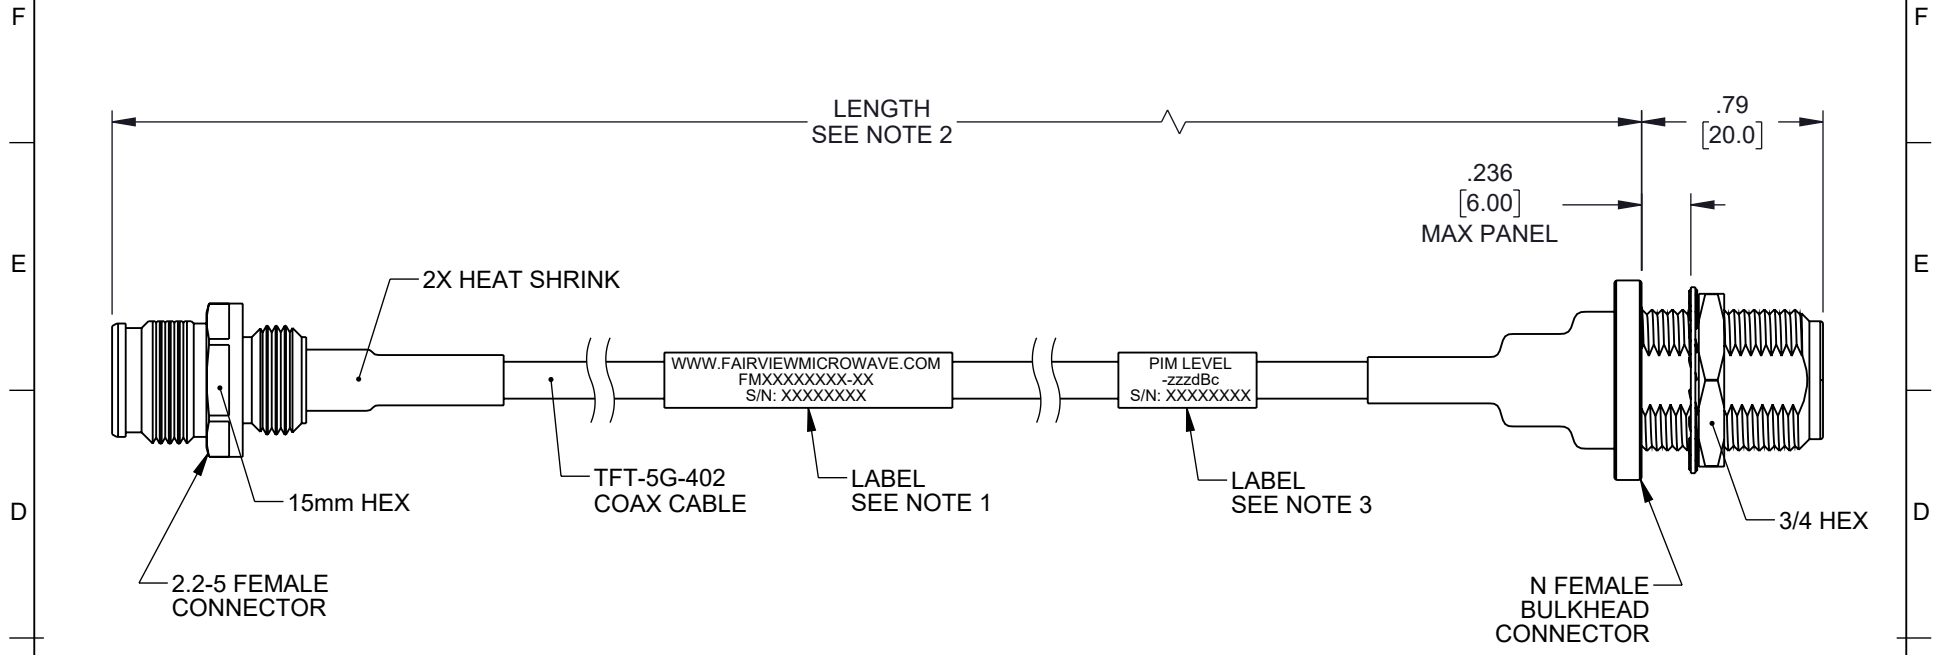 F
F
LENGTH
SEE NOTE 2
.79
[20.0]
.236
[6.00]
MAX PANEL
E
E
2X HEAT SHRINK
WWW.FAIRVIEWMICROWAVE.COM
FMXXXXXXXX-XX
S/N: XXXXXXXX
PIM LEVEL
-zzzdBc
S/N: XXXXXXXX
15mm HEX
TFT-5G-402
COAX CABLE
LABEL
SEE NOTE 1
LABEL
SEE NOTE 3
D
D
3/4 HEX
2.2-5 FEMALE
CONNECTOR
N FEMALE
BULKHEAD
CONNECTOR